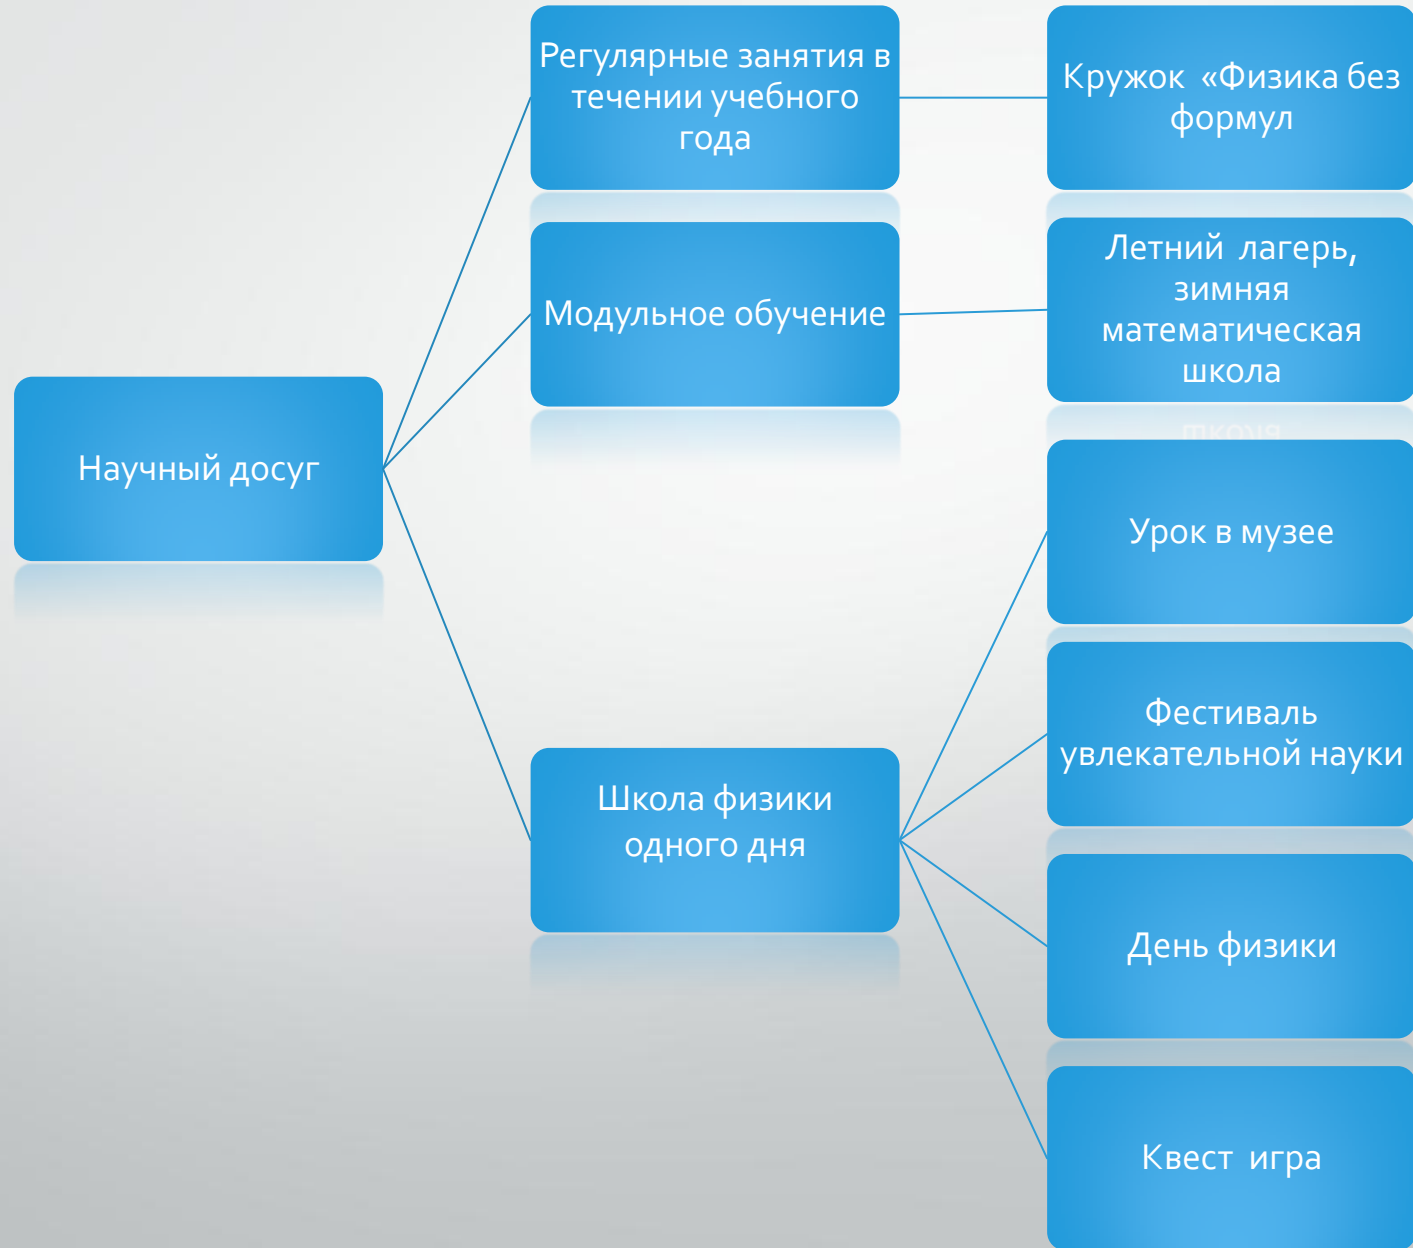 Регулярные занятия в
течении учебного
года
Кружок «Физика без
формул
Модульное обучение
Летний лагерь,
зимняя
математическая
школа
Научный досуг
Урок в музее
Фестиваль
увлекательной науки
Школа физики
одного дня
День физики
Квест игра